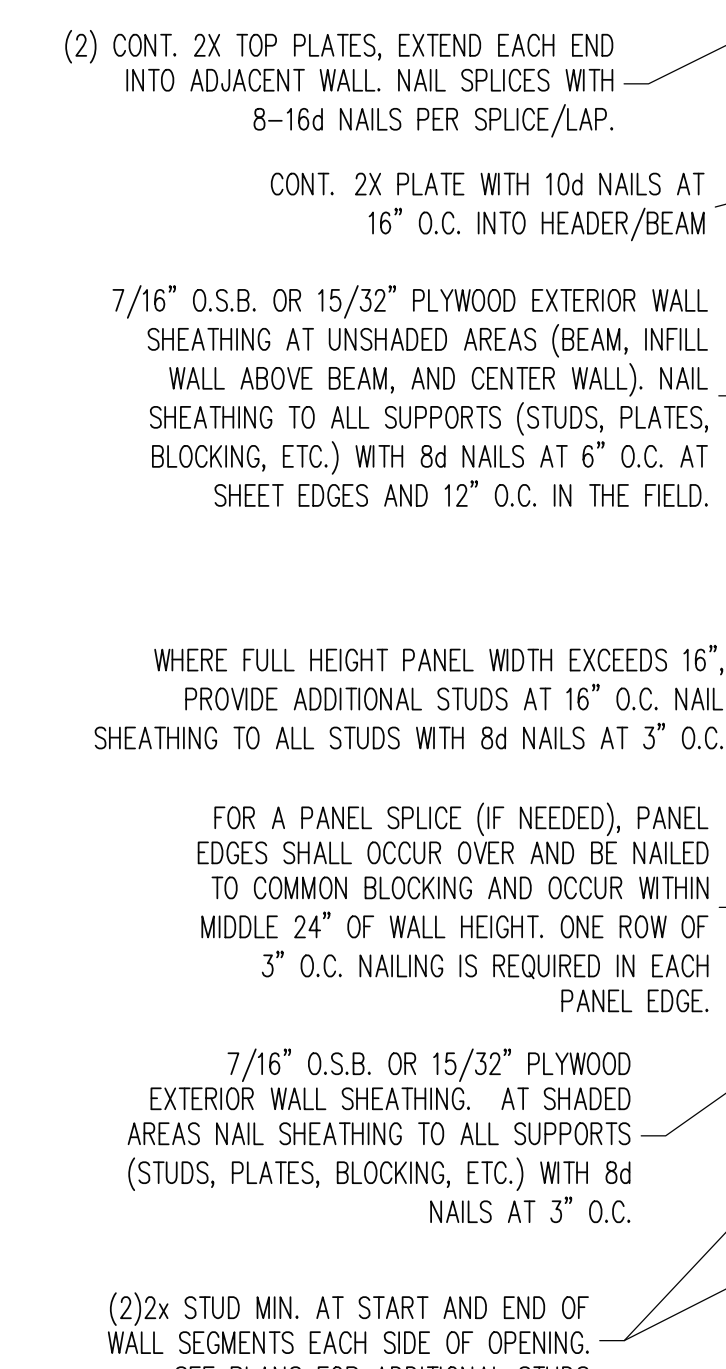 (2) CONT. 2X TOP PLATES, EXTEND EACH END
INTO ADJACENT WALL. NAIL SPLICES WITH
8-16d NAILS PER SPLICE/LAP.
CONT. 2X PLATE WITH 10d NAILS AT
16" O.C. INTO HEADER/BEAM
7/16" O.S.B. OR 15/32" PLYWOOD EXTERIOR WALL
SHEATHING AT UNSHADED AREAS (BEAM, INFILL
WALL ABOVE BEAM, AND CENTER WALL). NAIL
SHEATHING TO ALL SUPPORTS (STUDS, PLATES,
BLOCKING, ETC.) WITH 8d NAILS AT 6" O.C. AT
SHEET EDGES AND 12" O.C. IN THE FIELD.
WHERE FULL HEIGHT PANEL WIDTH EXCEEDS 16",
PROVIDE ADDITIONAL STUDS AT 16" O.C. NAIL
SHEATHING TO ALL STUDS WITH 8d NAILS AT 3" O.C.
FOR A PANEL SPLICE (IF NEEDED), PANEL
EDGES SHALL OCCUR OVER AND BE NAILED
TO COMMON BLOCKING AND OCCUR WITHIN
MIDDLE 24" OF WALL HEIGHT. ONE ROW OF
3" O.C. NAILING IS REQUIRED IN EACH
PANEL EDGE.
7/16" O.S.B. OR 15/32" PLYWOOD
EXTERIOR WALL SHEATHING. AT SHADED
AREAS NAIL SHEATHING TO ALL SUPPORTS
(STUDS, PLATES, BLOCKING, ETC.) WITH 8d
NAILS AT 3" O.C.
(2)2x STUD MIN. AT START AND END OF
WALL SEGMENTS EACH SIDE OF OPENING.
SEE PLANS FOR ADDITIONAL STUDS